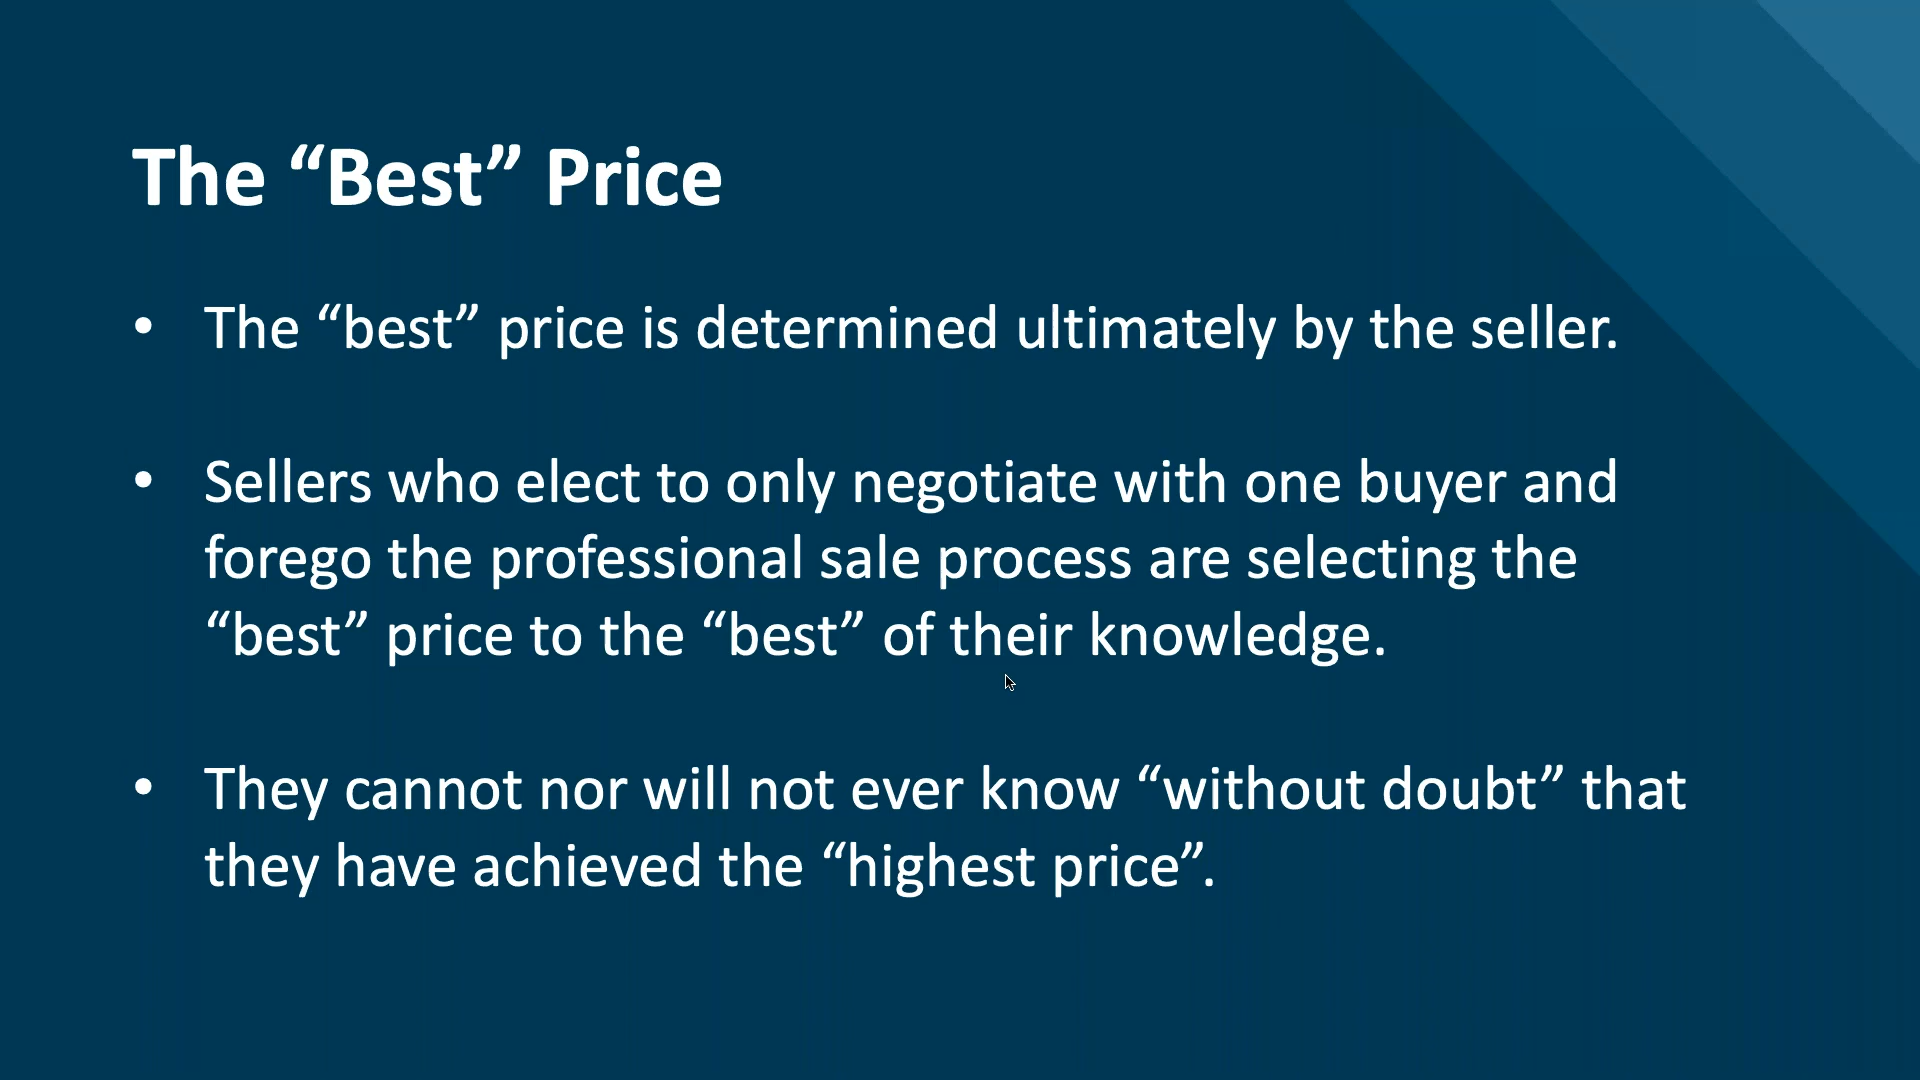 The “Best” Price
• The “best” price is determined ultimately by the seller.
• Sellers who elect to only negotiate with one buyer and
forego the professional sale process are selecting the
“best” price to the “best” of their knowledge.
• They cannot nor will not ever know “without doubt” that
they have achieved the “highest price”.